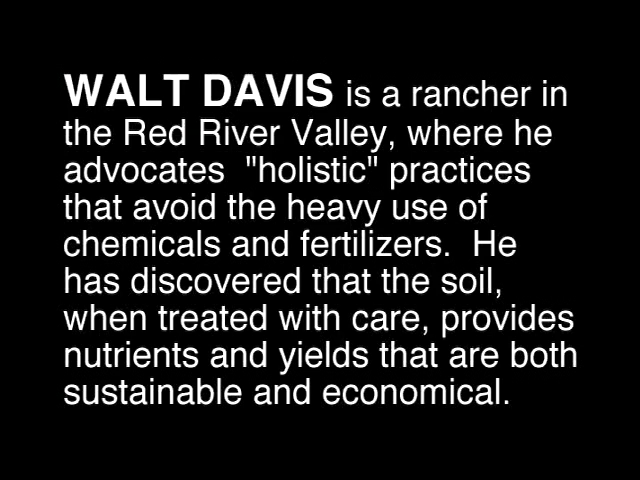 WALT DAVIS is a rancher in
the Red River Valley, where he
advocates  "holistic" practices
that avoid the heavy use of
chemicals and fertilizers.  He
has discovered that the soil,
when treated with care, provides
nutrients and yields that are both
sustainable and economical.